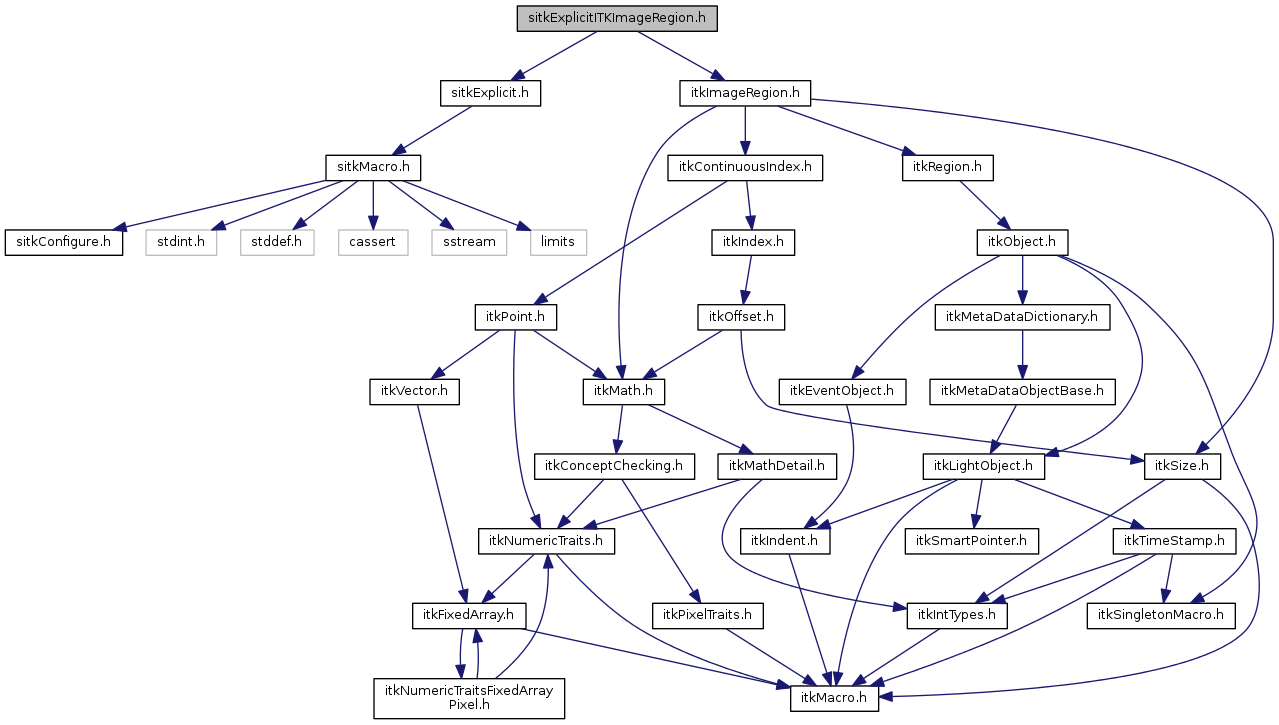 sitkExplicitITKImageRegion.h
sitkExplicit.h
itkImageRegion.h
sitkMacro.h
itkContinuousIndex.h
itkRegion.h
sitkConfigure.h
stdint.h
stddef.h
cassert
sstream
limits
itkIndex.h
itkObject.h
itkPoint.h
itkOffset.h
itkMetaDataDictionary.h
itkVector.h
itkMath.h
itkEventObject.h
itkMetaDataObjectBase.h
itkConceptChecking.h
itkMathDetail.h
itkLightObject.h
itkSize.h
itkNumericTraits.h
itkIndent.h
itkSmartPointer.h
itkTimeStamp.h
itkFixedArray.h
itkPixelTraits.h
itkIntTypes.h
itkSingletonMacro.h
itkNumericTraitsFixedArray
Pixel.h
itkMacro.h